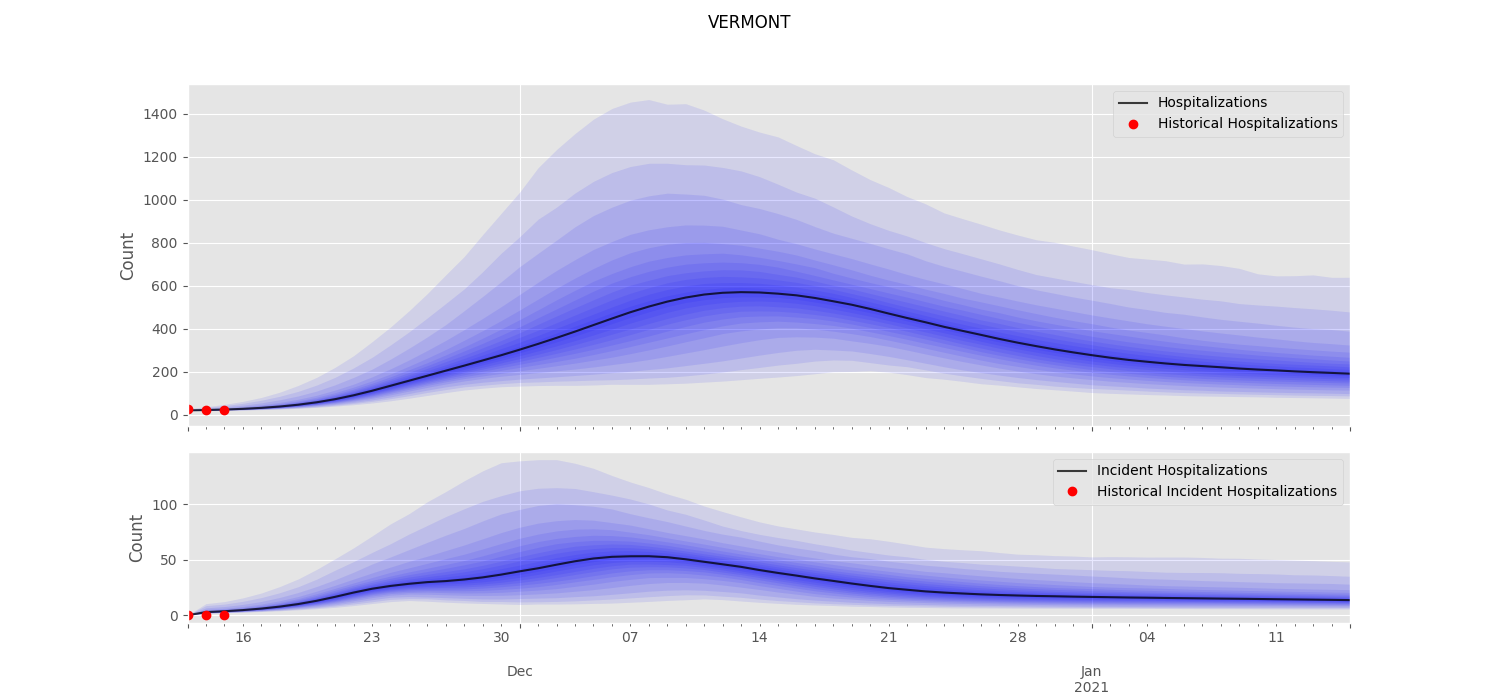 VERMONT
1400
1200
1000
800
600
400
200
0
Count
Hospitalizations
Historical Hospitalizations
100
50
0
Count
Incident Hospitalizations
Historical Incident Hospitalizations
16 23 30 07 14 21 28 04 11
Dec Jan
2021